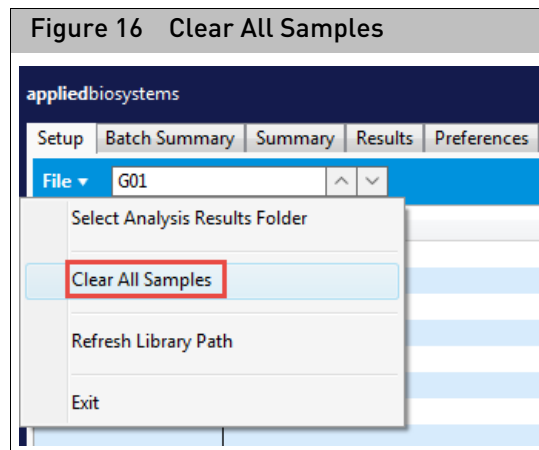 Figure 16 Clear All Samples
appliedbiosystems
Setup Batch Summary Summary Results Preferences
File G01
Select Analysis Results Folder
Clear All Samples
Refresh Library Path
Exit